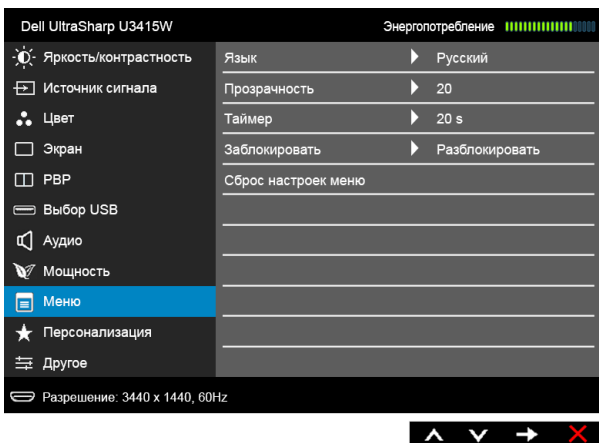 Dell UltraSharp U3415W Энергопотребление
Яркость/контрастность Язык Русский
Источник сигнала Прозрачность 20
Цвет Таймер 20 s
Экран Заблокировать Разблокировать
PBP Сброс настроек меню
Выбор USB
Аудио
Мощность
Меню
Персонализация
Другое
Разрешение: 3440 x 1440, 60Hz